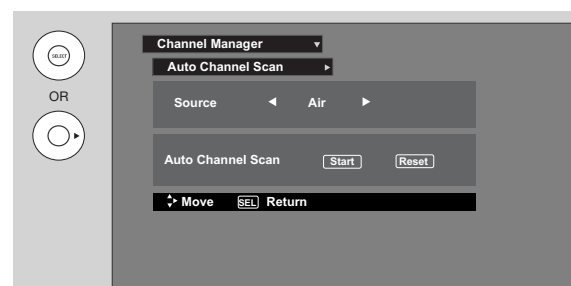 SELECT
OR
Channel Manager
Auto Channel Scan
Source Air
Auto Channel Scan Start Reset
Move SEL Return